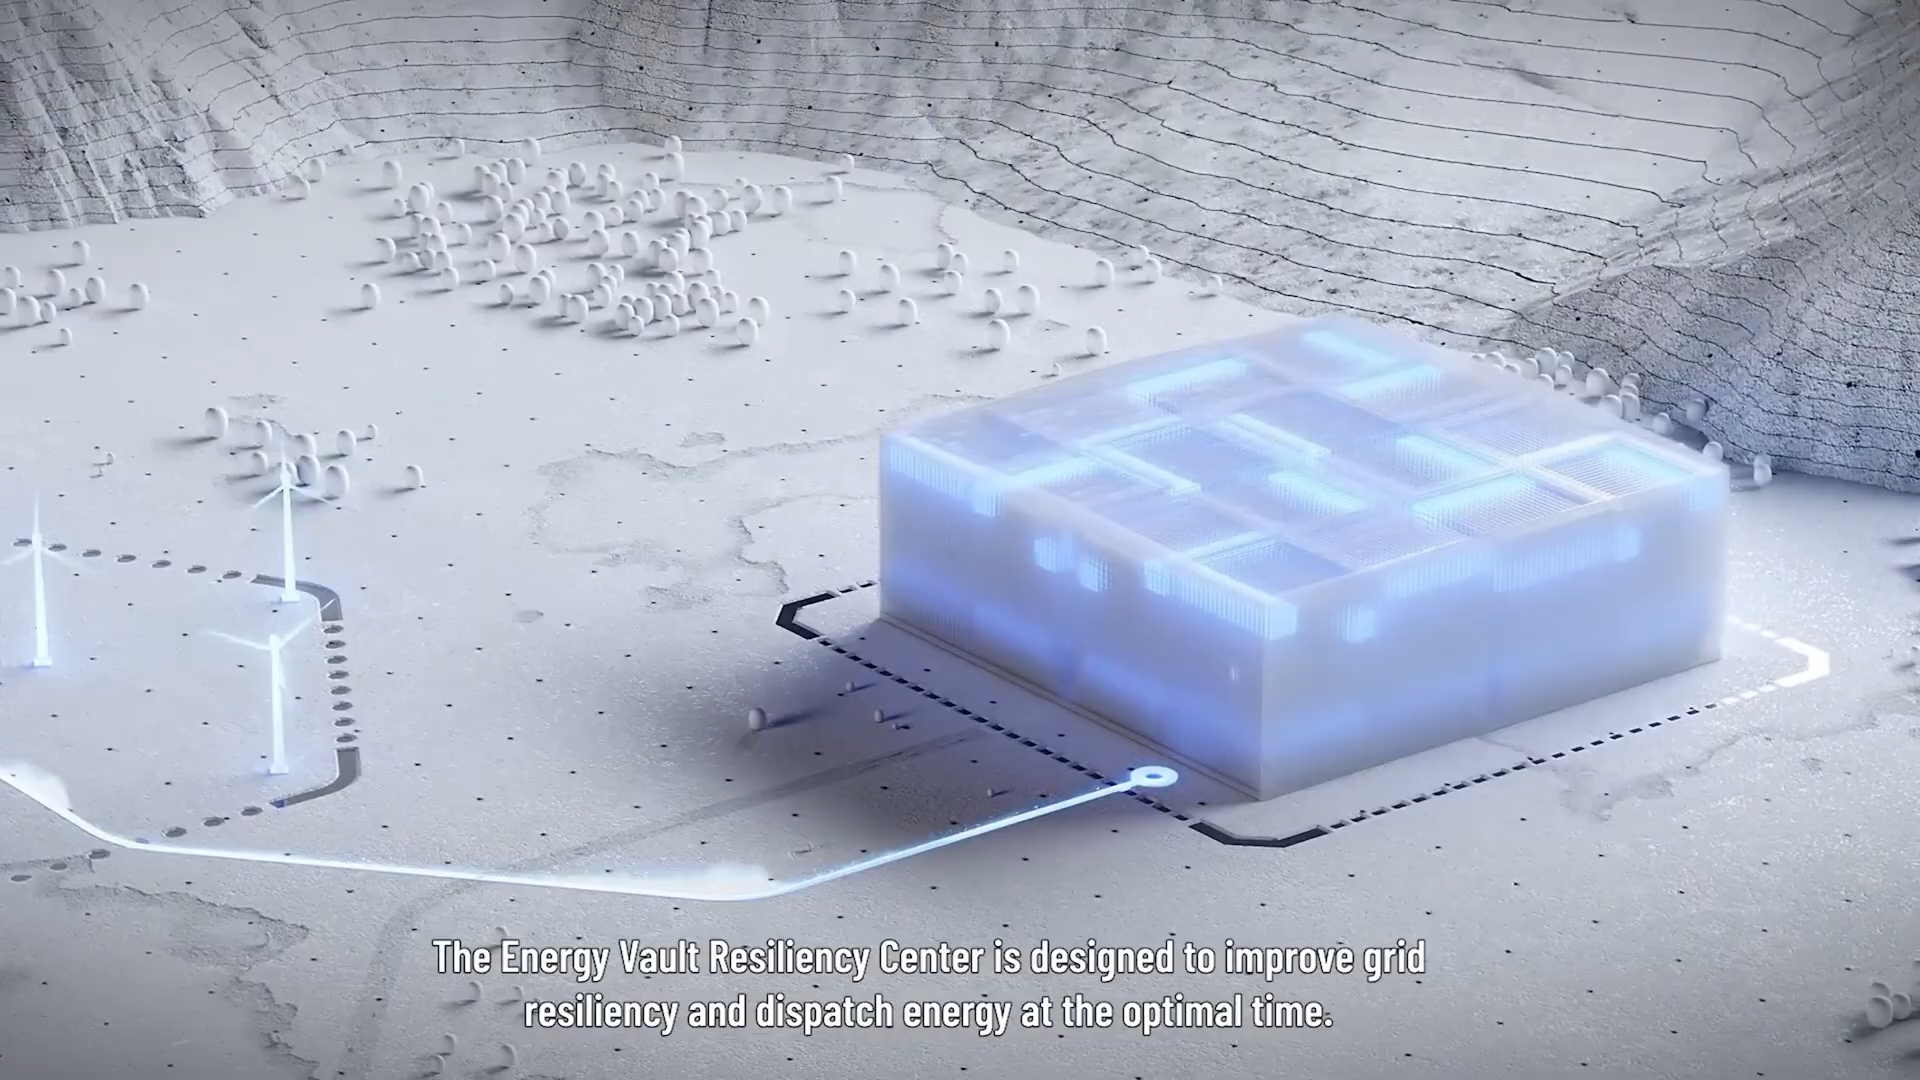 The Energy Vault Resiliency Center is designed to improve grid
resiliency and dispatch energy at the optimal time.